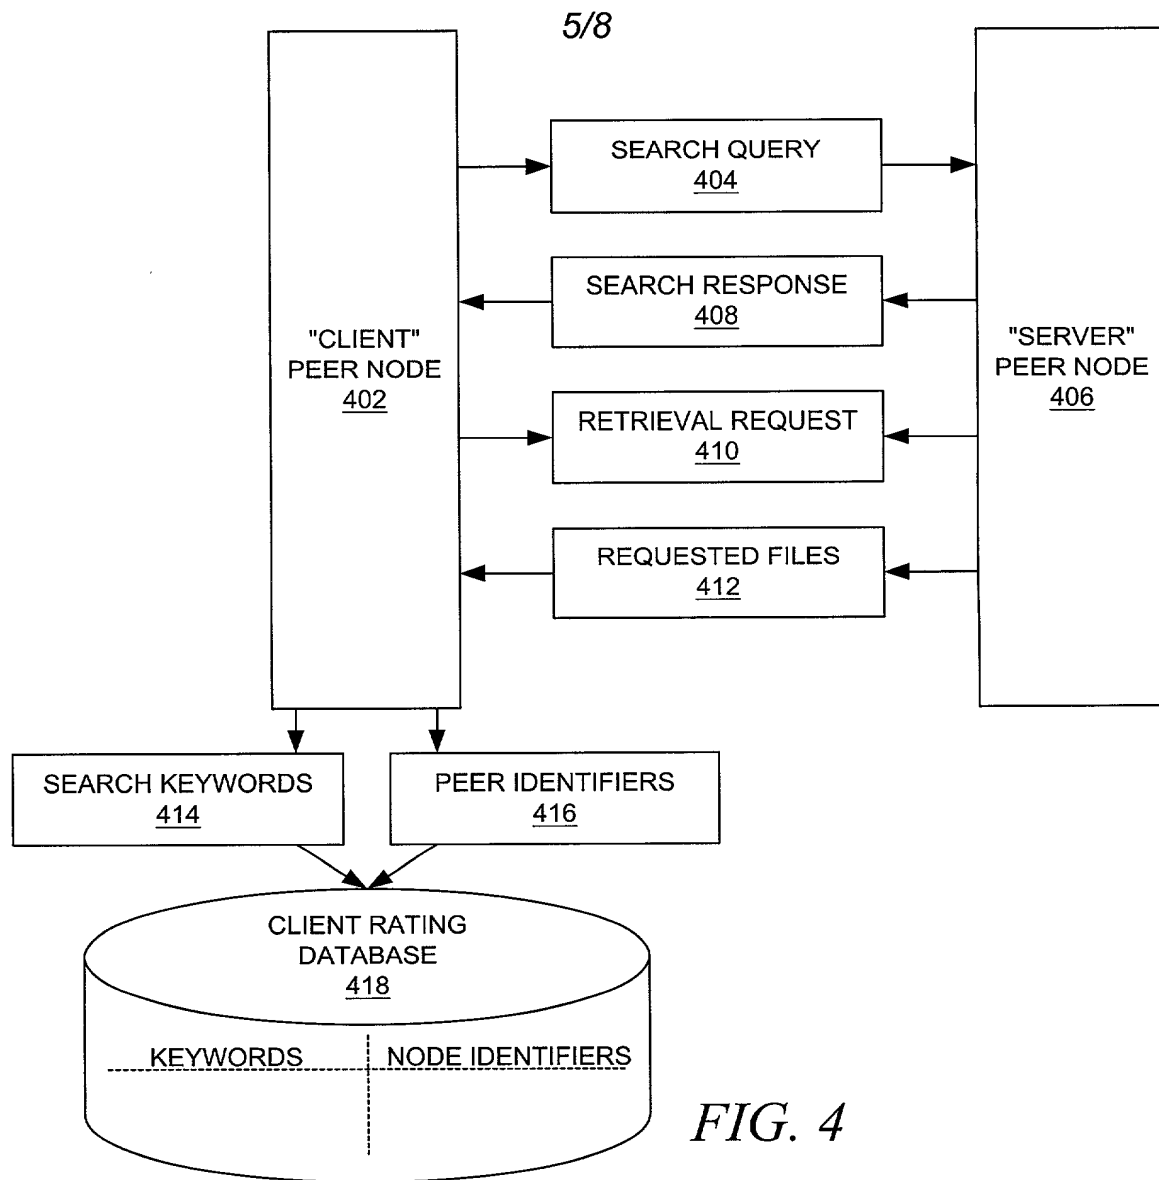 5/8
SEARCH QUERY
404
SEARCH RESPONSE
408
"CLIENT"
PEER NODE
402
"SERVER"
PEER NODE
406
RETRIEVAL REQUEST
410
REQUESTED FILES
412
SEARCH KEYWORDS
414
PEER IDENTIFIERS
416
CLIENT RATING
DATABASE
418
KEYWORDS
NODE IDENTIFIERS
FIG. 4